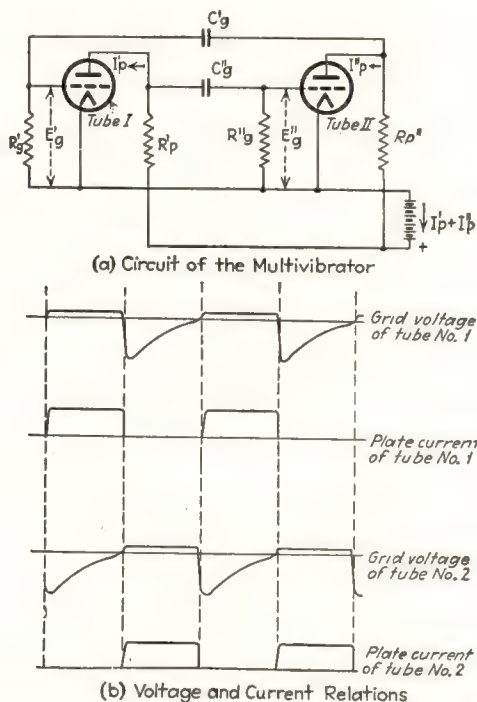 C'g
I'p
C"g
I"p
R'g
E'g
Tube I
R'p
R"g
E"g
Tube II
Rp"
I'p+I"p
+
(a) Circuit of the Multivibrator
Grid voltage
of tube No. 1
Plate current
of tube No. 1
Grid voltage
of tube No. 2
Plate current
of tube No. 2
(b) Voltage and Current Relations